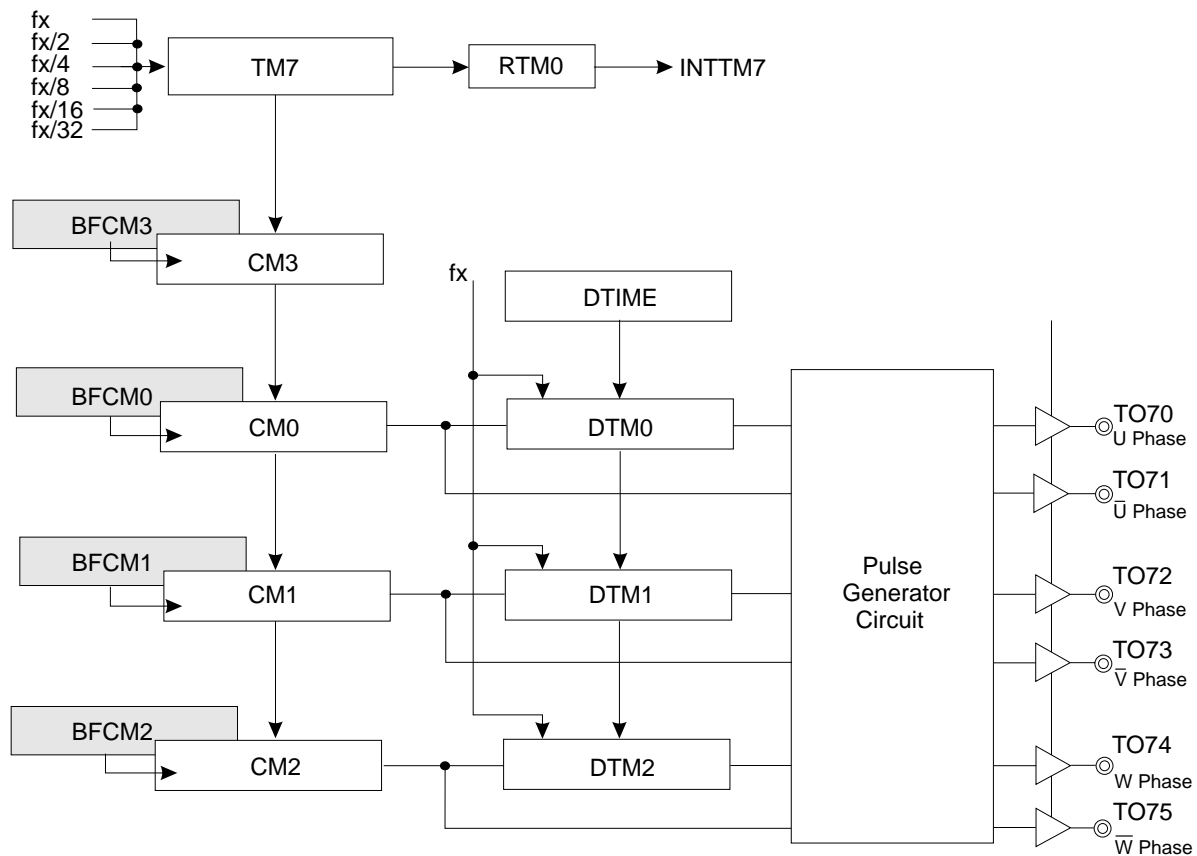 fx
fx/2
fx/4
fx/8
fx/16
fx/32
TM7
RTM0
INTTM7
BFCM3
CM3
fx
DTIME
BFCM0
CM0
DTM0
BFCM1
CM1
DTM1
BFCM2
CM2
DTM2
Pulse
Generator
Circuit
TO70
U Phase
TO71
U̅ Phase
TO72
V Phase
TO73
V̅ Phase
TO74
W Phase
TO75
W̅ Phase